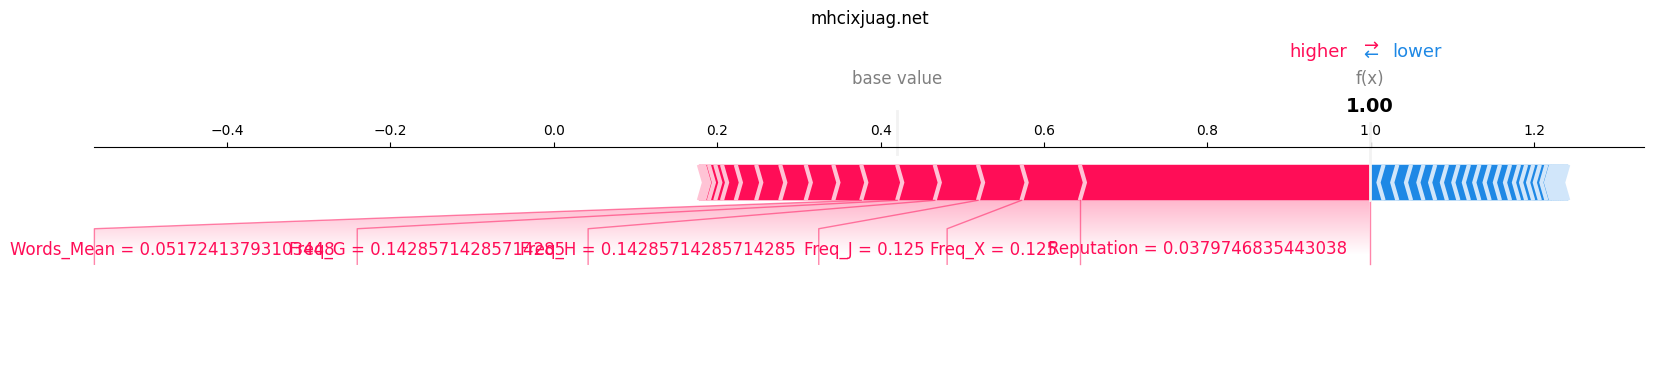 mhcixjuag.net
higher ⇄ lower
base value f(x)
1.00
−0.4 −0.2 0.0 0.2 0.4 0.6 0.8 1.0 1.2
Words_Mean = 0.05172413793103448 Freq_G = 0.14285714285714285 Freq_H = 0.14285714285714285 Freq_J = 0.125 Freq_X = 0.125 Reputation = 0.0379746835443038